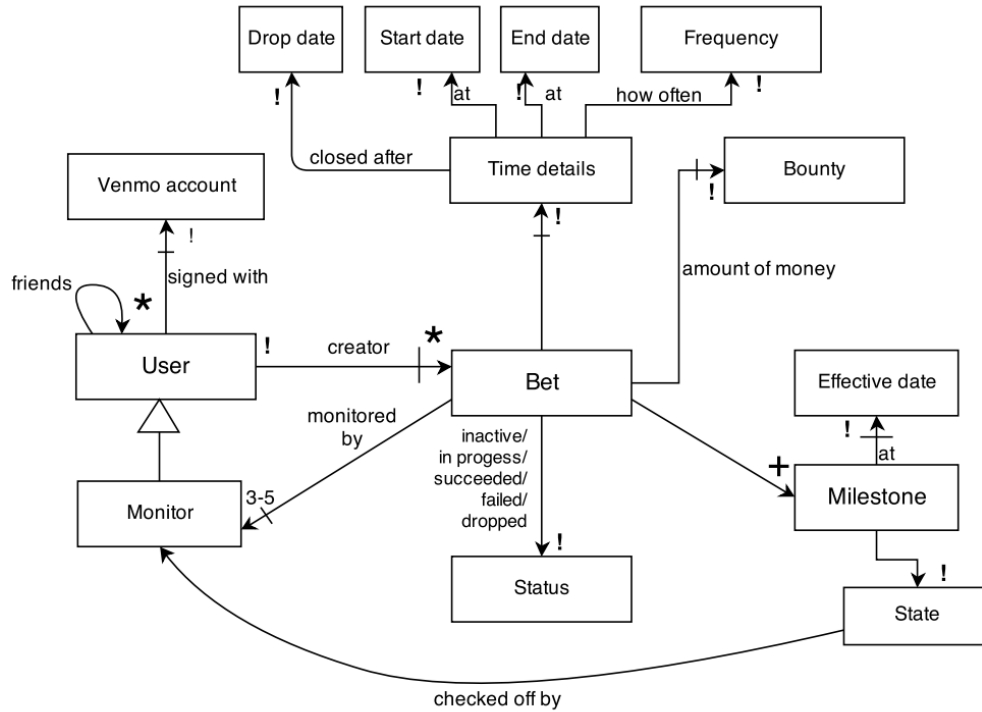 Drop date
Start date
End date
Frequency
!
!
at
!
at
how often
!
closed after
Time details
Bounty
Venmo account
!
!
!
signed with
amount of money
friends
*
*
User
!
creator
Bet
Effective date
monitored
by
!
at
inactive/
in progess/
succeeded/
failed/
dropped
+
Milestone
3-5
Monitor
!
!
Status
State
checked off by